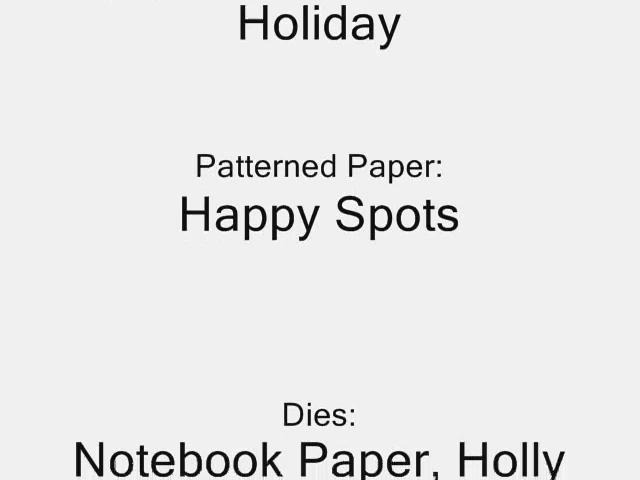 Holiday
Patterned Paper:
Happy Spots
Dies:
Notebook Paper, Holly